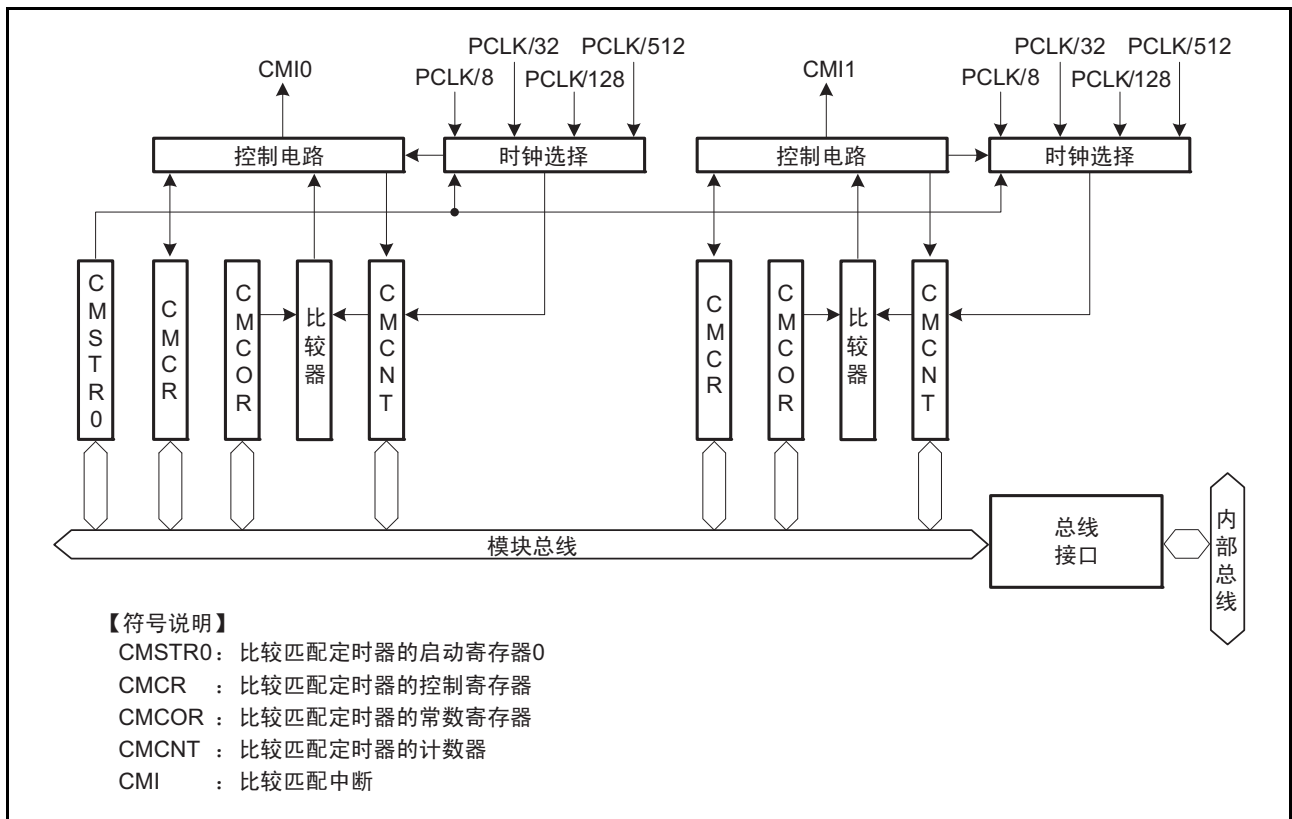 PCLK/32 PCLK/512
CMI0
PCLK/8 PCLK/128
控制电路
时钟选择
CMSTR0
CMCR
CMCOR
比较器
CMCNT
PCLK/32 PCLK/512
CMI1
PCLK/8 PCLK/128
控制电路
时钟选择
CMCR
CMCOR
比较器
CMCNT
模块总线
总线
接口
内部总线
【符号说明】
CMSTR0：比较匹配定时器的启动寄存器0
CMCR ：比较匹配定时器的控制寄存器
CMCOR ：比较匹配定时器的常数寄存器
CMCNT ：比较匹配定时器的计数器
CMI ：比较匹配中断